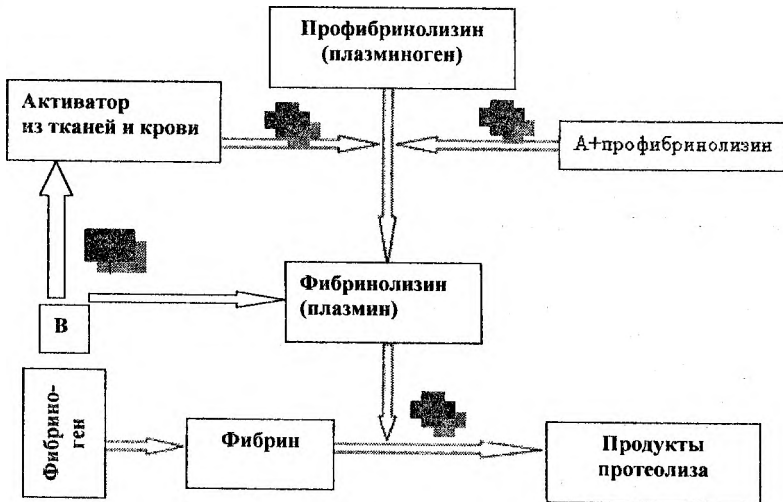 Профибринолизин
(плазминоген)
Активатор
из тканей и крови
А+профибринолизин
Фибринолизин
(плазмин)
В
Фибрино-
ген
Фибрин
Продукты
протеолиза